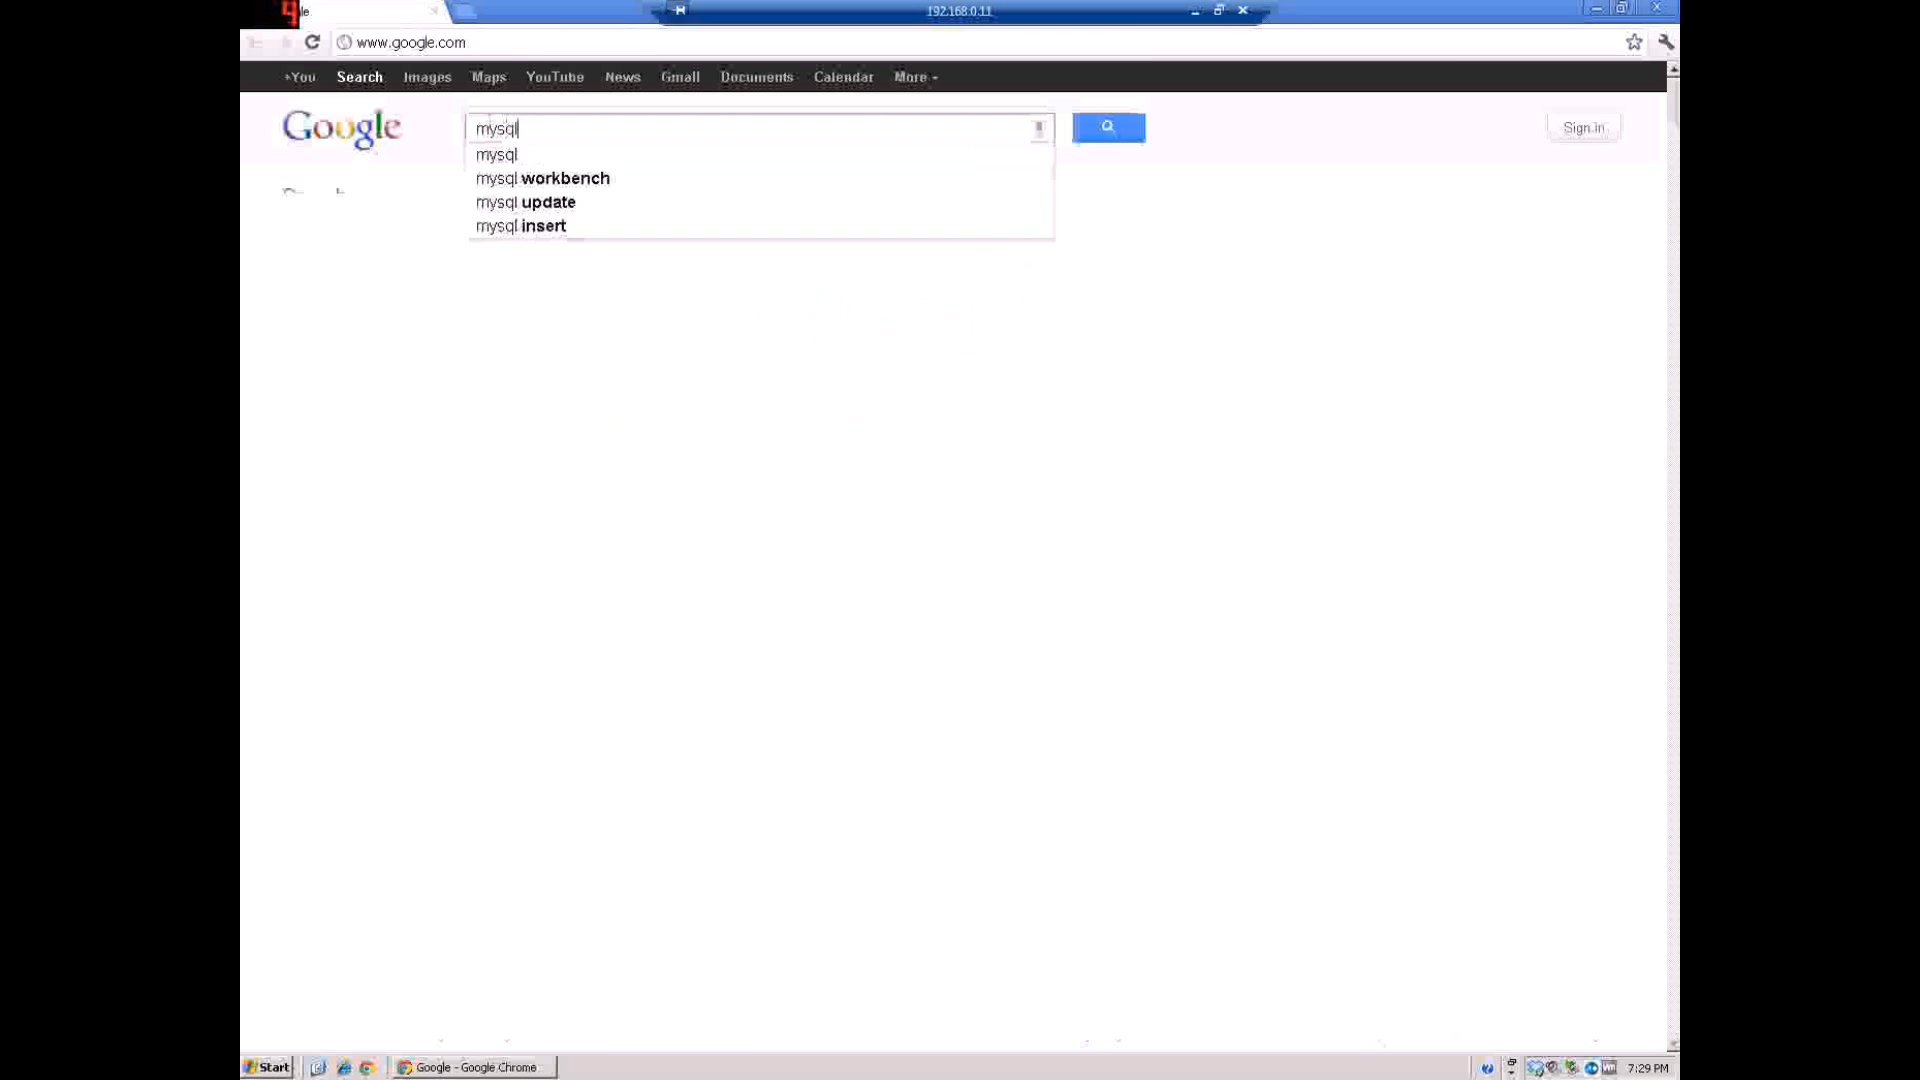 le
192.168.0.11
www.google.com
+You Search Images Maps YouTube News Gmail Documents Calendar More
Google
mysql
Sign in
mysql
mysql workbench
mysql update
mysql insert
Start
Google - Google Chrome
7:29 PM